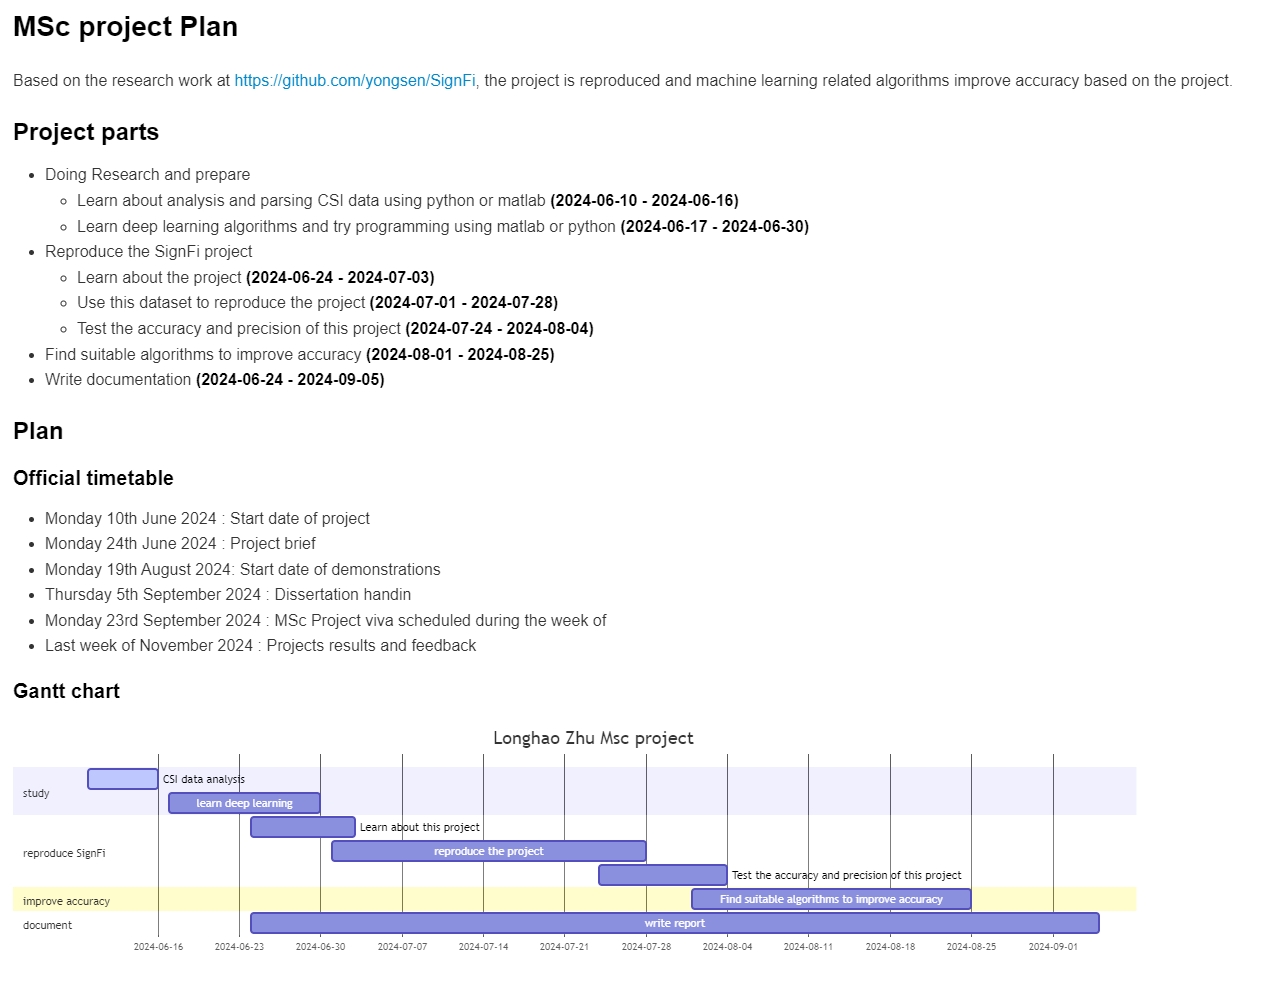 MSc project Plan
Based on the research work at https://github.com/yongsen/SignFi, the project is reproduced and machine learning related algorithms improve accuracy based on the project.
Project parts
• Doing Research and prepare
◦ Learn about analysis and parsing CSI data using python or matlab (2024-06-10 - 2024-06-16)
◦ Learn deep learning algorithms and try programming using matlab or python (2024-06-17 - 2024-06-30)
• Reproduce the SignFi project
◦ Learn about the project (2024-06-24 - 2024-07-03)
◦ Use this dataset to reproduce the project (2024-07-01 - 2024-07-28)
◦ Test the accuracy and precision of this project (2024-07-24 - 2024-08-04)
• Find suitable algorithms to improve accuracy (2024-08-01 - 2024-08-25)
• Write documentation (2024-06-24 - 2024-09-05)
Plan
Official timetable
• Monday 10th June 2024 : Start date of project
• Monday 24th June 2024 : Project brief
• Monday 19th August 2024: Start date of demonstrations
• Thursday 5th September 2024 : Dissertation handin
• Monday 23rd September 2024 : MSc Project viva scheduled during the week of
• Last week of November 2024 : Projects results and feedback
Gantt chart
Longhao Zhu Msc project
CSI data analysis
study
learn deep learning
Learn about this project
reproduce SignFi
reproduce the project
Test the accuracy and precision of this project
improve accuracy
Find suitable algorithms to improve accuracy
document
write report
2024-06-16 2024-06-23 2024-06-30 2024-07-07 2024-07-14 2024-07-21 2024-07-28 2024-08-04 2024-08-11 2024-08-18 2024-08-25 2024-09-01